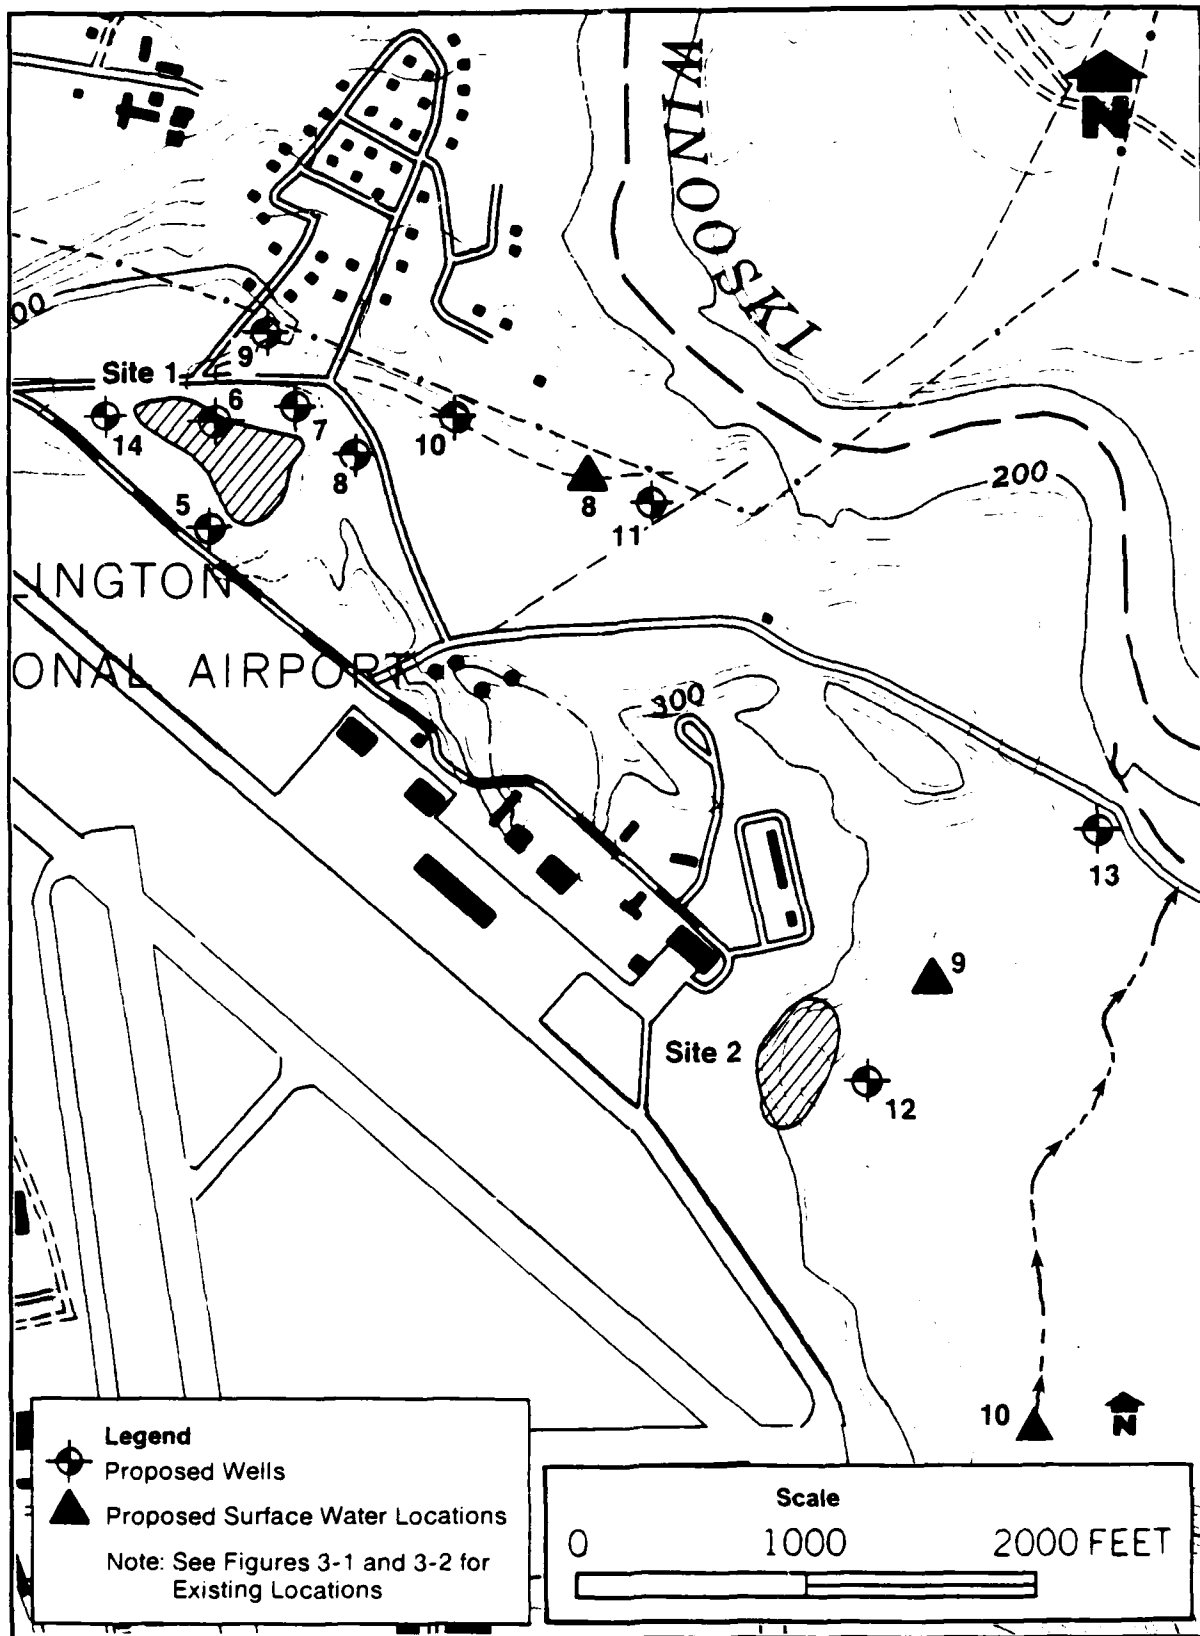 WINOOSKI
N
00
Site 1
9
6
7
14
10
8
5
8
11
200
INGTON
ONAL AIRPORT
300
13
9
Site 2
12
10
N
Legend
Proposed Wells
Proposed Surface Water Locations
Note: See Figures 3-1 and 3-2 for
Existing Locations
Scale
0 1000 2000 FEET